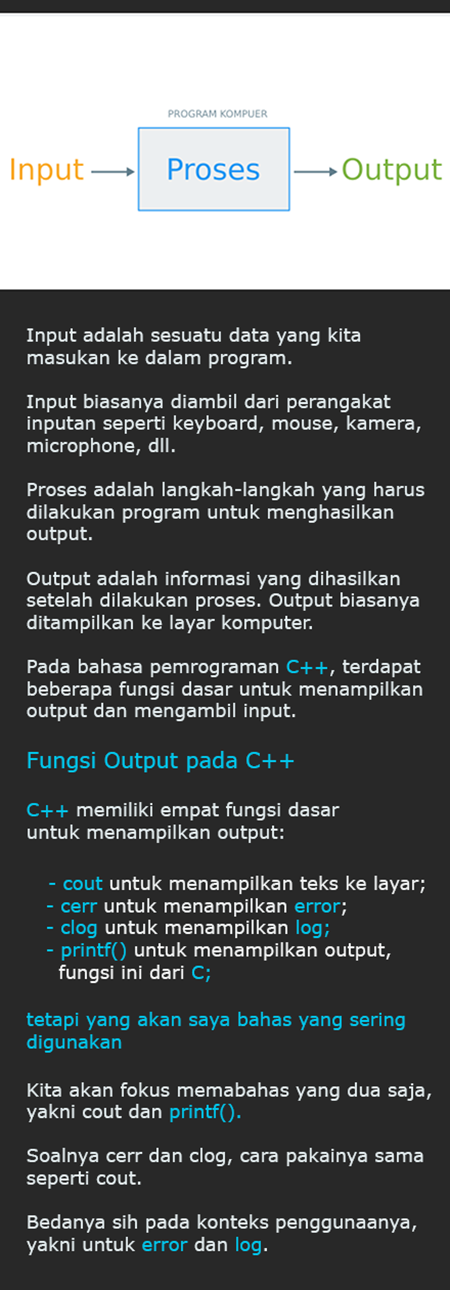 PROGRAM KOMPUER
Input
Proses
Output
Input adalah sesuatu data yang kita
masukan ke dalam program.
Input biasanya diambil dari perangakat
inputan seperti keyboard, mouse, kamera,
microphone, dll.
Proses adalah langkah-langkah yang harus
dilakukan program untuk menghasilkan
output.
Output adalah informasi yang dihasilkan
setelah dilakukan proses. Output biasanya
ditampilkan ke layar komputer.
Pada bahasa pemrograman C++, terdapat
beberapa fungsi dasar untuk menampilkan
output dan mengambil input.
Fungsi Output pada C++
C++ memiliki empat fungsi dasar
untuk menampilkan output:
- cout untuk menampilkan teks ke layar;
- cerr untuk menampilkan error;
- clog untuk menampilkan log;
- printf() untuk menampilkan output,
fungsi ini dari C;
tetapi yang akan saya bahas yang sering
digunakan
Kita akan fokus memabahas yang dua saja,
yakni cout dan printf().
Soalnya cerr dan clog, cara pakainya sama
seperti cout.
Bedanya sih pada konteks penggunaanya,
yakni untuk error dan log.